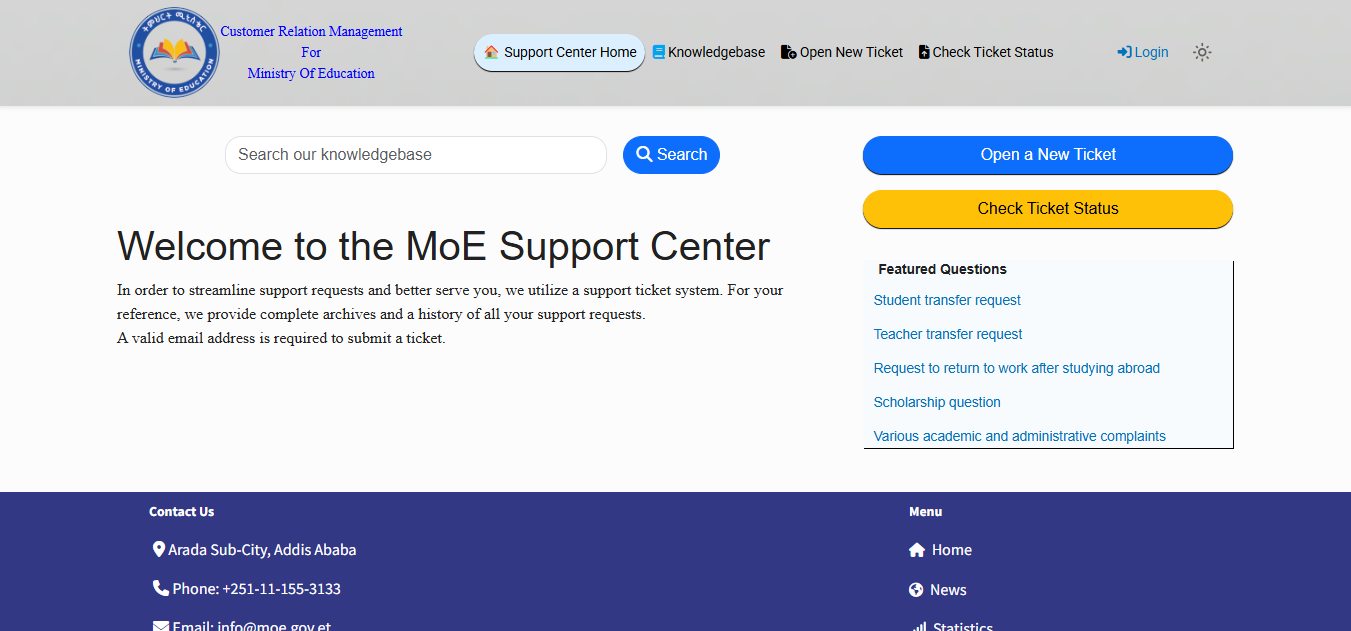 ትምህርት ሚኒስቴር
MINISTRY OF EDUCATION
Customer Relation Management
For
Ministry Of Education
Support Center Home
Knowledgebase
Open New Ticket
Check Ticket Status
Login
Search our knowledgebase
Search
Open a New Ticket
Check Ticket Status
Welcome to the MoE Support Center
In order to streamline support requests and better serve you, we utilize a support ticket system. For your
reference, we provide complete archives and a history of all your support requests.
A valid email address is required to submit a ticket.
Featured Questions
Student transfer request
Teacher transfer request
Request to return to work after studying abroad
Scholarship question
Various academic and administrative complaints
Contact Us
Arada Sub-City, Addis Ababa
Phone: +251-11-155-3133
Email: info@moe.gov.et
Menu
Home
News
Statistics